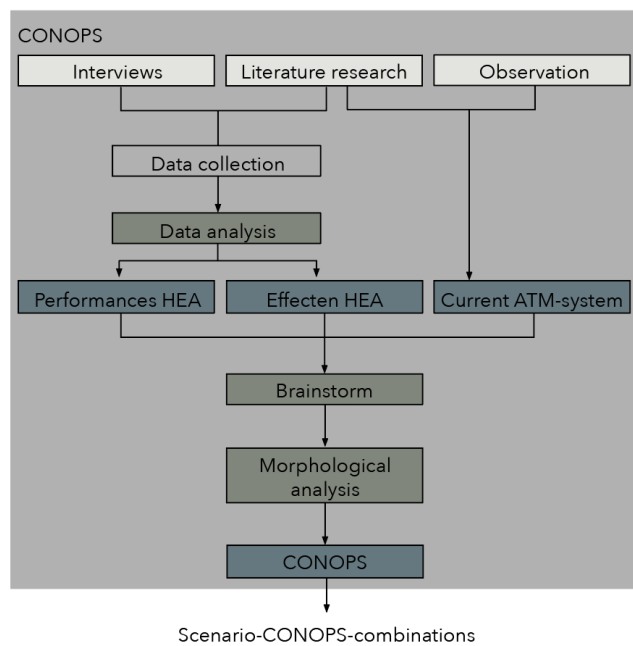 CONOPS
Interviews
Literature research
Observation
Data collection
Data analysis
Performances HEA
Effecten HEA
Current ATM-system
Brainstorm
Morphological
analysis
CONOPS
Scenario-CONOPS-combinations